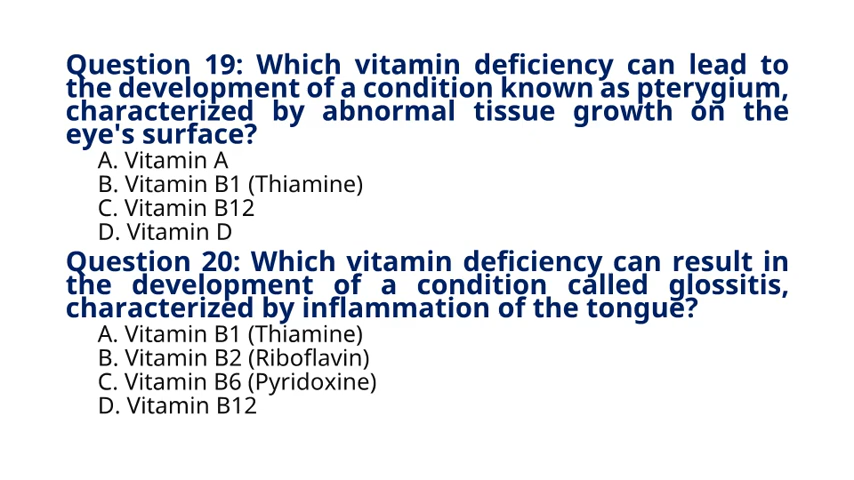 Question 19: Which vitamin deficiency can lead to
the development of a condition known as pterygium,
characterized by abnormal tissue growth on the
eye's surface?
A. Vitamin A
B. Vitamin B1 (Thiamine)
C. Vitamin B12
D. Vitamin D
Question 20: Which vitamin deficiency can result in
the development of a condition called glossitis,
characterized by inflammation of the tongue?
A. Vitamin B1 (Thiamine)
B. Vitamin B2 (Riboflavin)
C. Vitamin B6 (Pyridoxine)
D. Vitamin B12